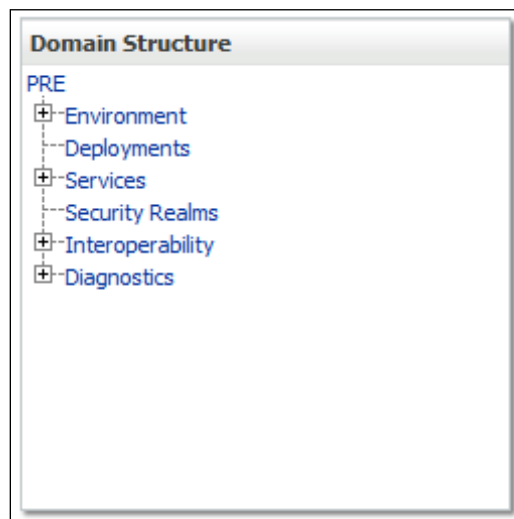 Domain Structure
PRE
Environment
Deployments
Services
Security Realms
Interoperability
Diagnostics